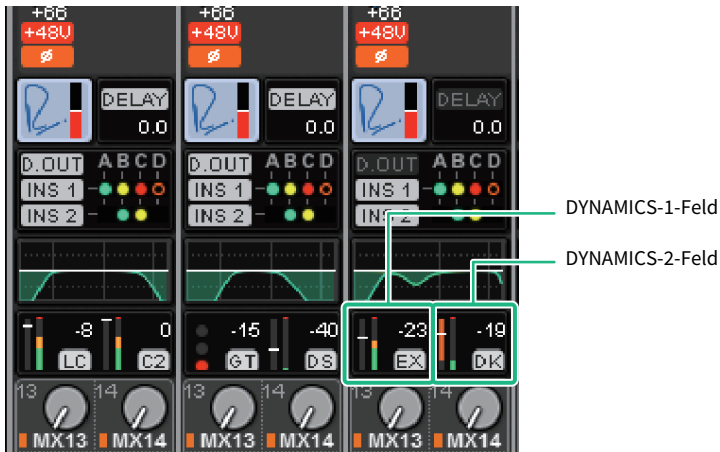 +66 +66 +66
+48V +48V +48V
ø ø ø
DELAY DELAY DELAY
0.0 0.0 0.0
D.OUT A B C D D.OUT A B C D D.OUT A B C D
INS 1 INS 1 INS 1
INS 2 INS 2 INS 2
DYNAMICS-1-Feld
DYNAMICS-2-Feld
-8 0 -15 -40 -23 -19
LC C2 GT DS EX DK
13 14 13 14 13 14
MX13 MX14 MX13 MX14 MX13 MX14